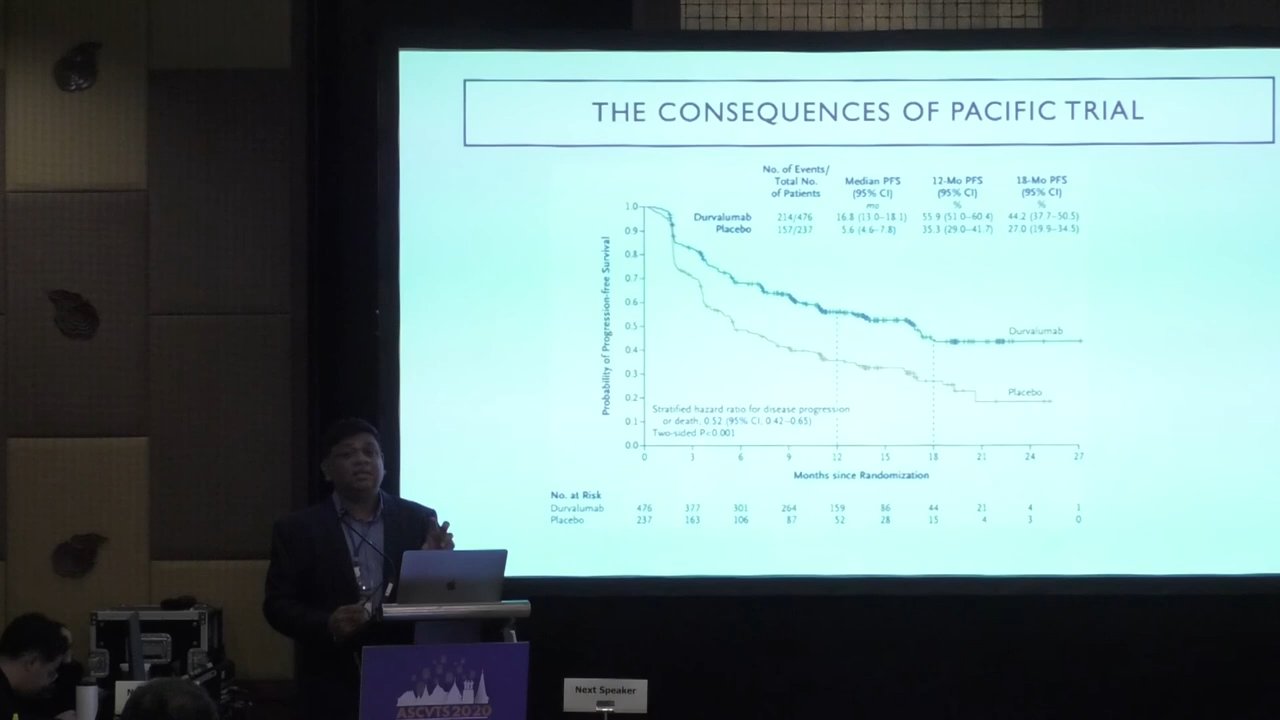 THE CONSEQUENCES OF PACIFIC TRIAL
No. of Events/
Total No.
of Patients
Median PFS
(95% CI)
mo
12-Mo PFS
(95% CI)
%
18-Mo PFS
(95% CI)
%
Durvalumab 214/476 16.8 (13.0–18.1) 55.9 (51.0–60.4) 44.2 (37.7–50.5)
Placebo 157/237 5.6 (4.6–7.8) 35.3 (29.0–41.7) 27.0 (19.9–34.5)
Probability of Progression-free Survival
1.0
0.9
0.8
0.7
0.6
0.5
0.4
0.3
0.2
0.1
0.0
Durvalumab
Placebo
Stratified hazard ratio for disease progression
or death, 0.52 (95% CI, 0.42–0.65)
Two-sided P<0.001
0 3 6 9 12 15 18 21 24 27
Months since Randomization
No. at Risk
Durvalumab 476 377 301 264 159 86 44 21 4 1
Placebo 237 163 106 87 52 28 15 4 3 0
ASCVTS2020
Next Speaker